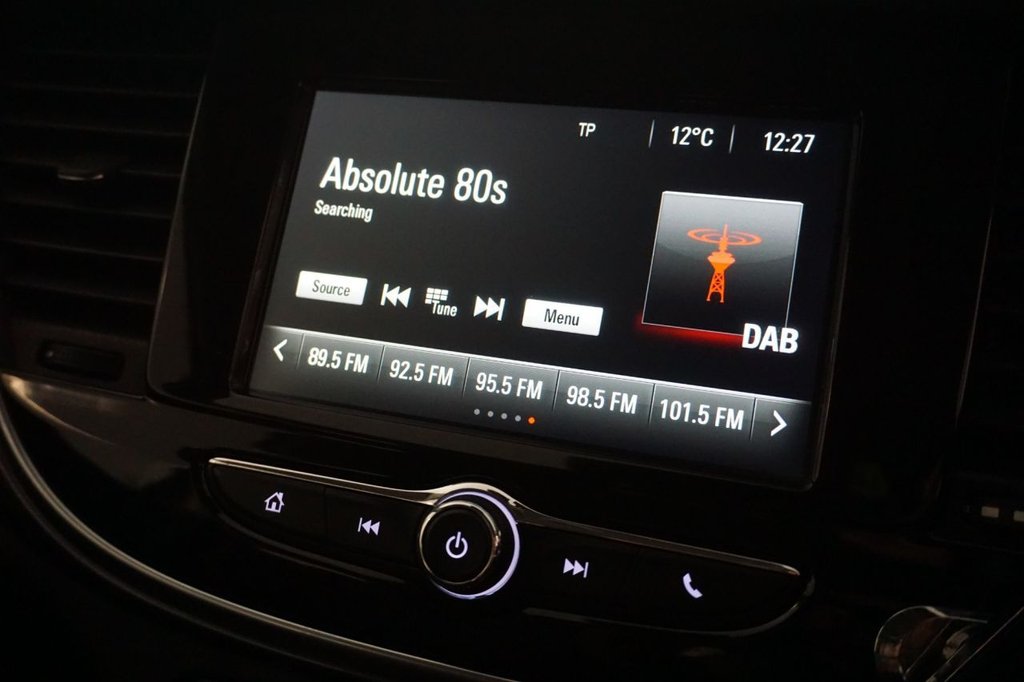 TP 12°C 12:27
Absolute 80s
Searching
Source Tune Menu
DAB
89.5 FM 92.5 FM 95.5 FM 98.5 FM 101.5 FM